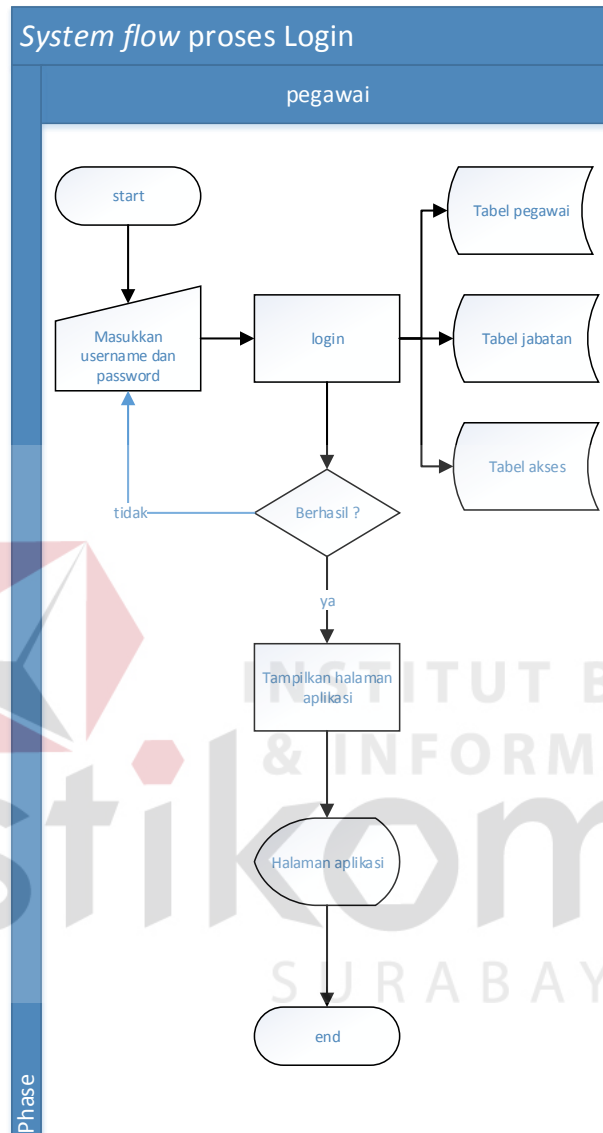 System flow proses Login
pegawai
start
Tabel pegawai
Masukkan
username dan
password
login
Tabel jabatan
Tabel akses
tidak
Berhasil ?
ya
Tampilkan halaman
aplikasi
INSTITUT B
& INFORM
stikom
Halaman aplikasi
SURABAY
end
Phase